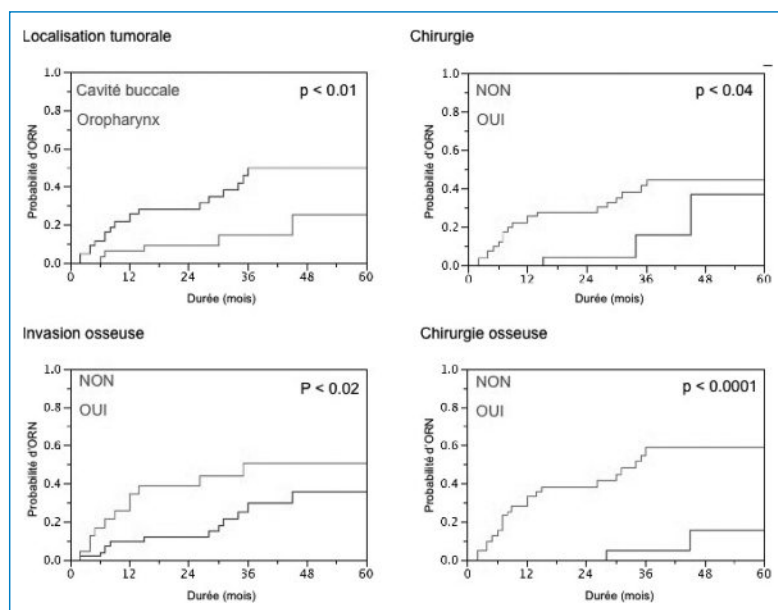 Localisation tumorale
Cavité buccale
Oropharynx
p < 0.01
Probabilité d'ORN
1.0
0.8
0.6
0.4
0.2
0.0
0 12 24 36 48 60
Durée (mois)
Chirurgie
NON
OUI
p < 0.04
Probabilité d'ORN
1.0
0.8
0.6
0.4
0.2
0.0
0 12 24 36 48 60
Durée (mois)
Invasion osseuse
NON
OUI
P < 0.02
Probabilité d'ORN
1.0
0.8
0.6
0.4
0.2
0.0
0 12 24 36 48 60
Durée (mois)
Chirurgie osseuse
NON
OUI
p < 0.0001
Probabilité d'ORN
1.0
0.8
0.6
0.4
0.2
0.0
0 12 24 36 48 60
Durée (mois)